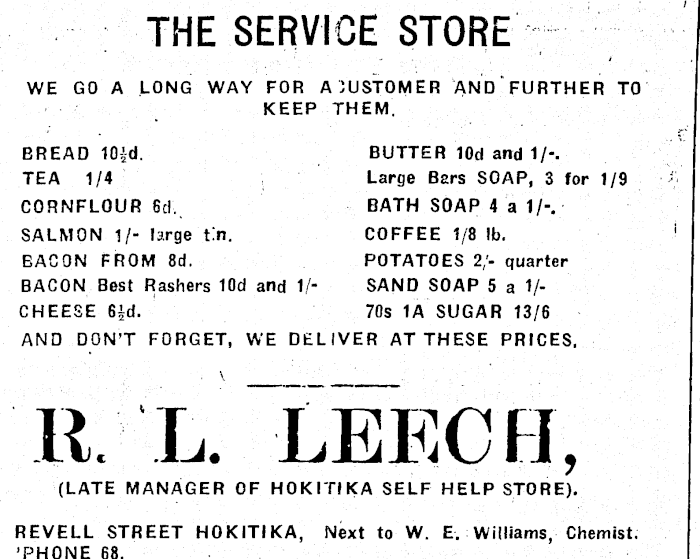 THE SERVICE STORE
WE GO A LONG WAY FOR A CUSTOMER AND FURTHER TO
KEEP THEM.
BREAD 10½d.
TEA 1/4
CORNFLOUR 6d.
SALMON 1/- large tin.
BACON FROM 8d.
BACON Best Rashers 10d and 1/-
CHEESE 6½d.
BUTTER 10d and 1/-.
Large Bars SOAP, 3 for 1/9
BATH SOAP 4 a 1/-.
COFFEE 1/8 lb.
POTATOES 2/- quarter
SAND SOAP 5 a 1/-
70s 1A SUGAR 13/6
AND DON'T FORGET, WE DELIVER AT THESE PRICES.
R. L. LEECH,
(LATE MANAGER OF HOKITIKA SELF HELP STORE).
REVELL STREET HOKITIKA, Next to W. E. Williams, Chemist.
'PHONE 68.